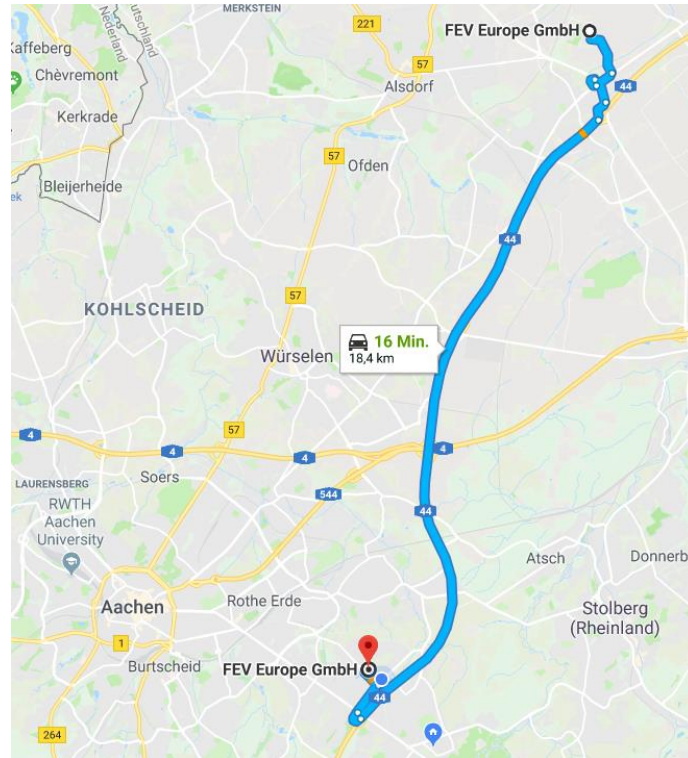 MERKSTEIN
FEV Europe GmbH
221
Nederland
Deutschland
Kaffeberg
57
Chèvremont
Alsdorf
44
Kerkrade
57
Ofden
Bleijerheide
44
57
KOHLSCHEID
16 Min.
18,4 km
Würselen
57
4
4
4
4
Soers
544
LAURENSBERG
RWTH
Aachen
University
44
Atsch
Donnerb
Rothe Erde
Aachen
Stolberg
(Rheinland)
1
Burtscheid
FEV Europe GmbH
44
264